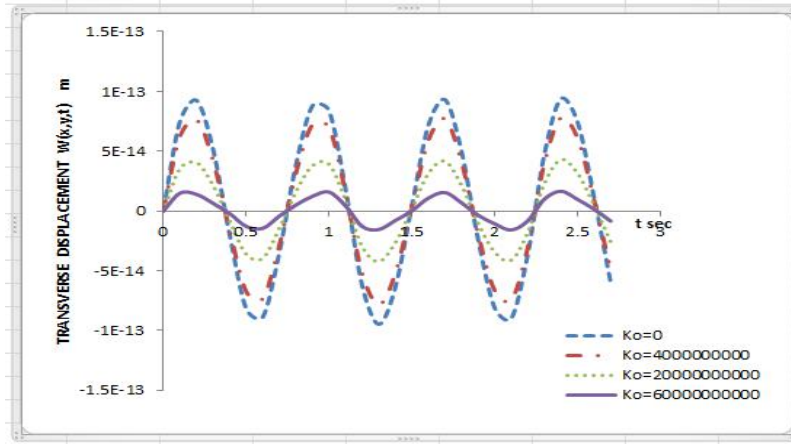 1.5E-13
1E-13
5E-14
0
-5E-14
-1E-13
-1.5E-13
TRANSVERSE DISPLACEMENT W(x,y,t) m
0 0.5 1 1.5 2 2.5 3
t sec
Ko=0
Ko=4000000000
Ko=20000000000
Ko=60000000000